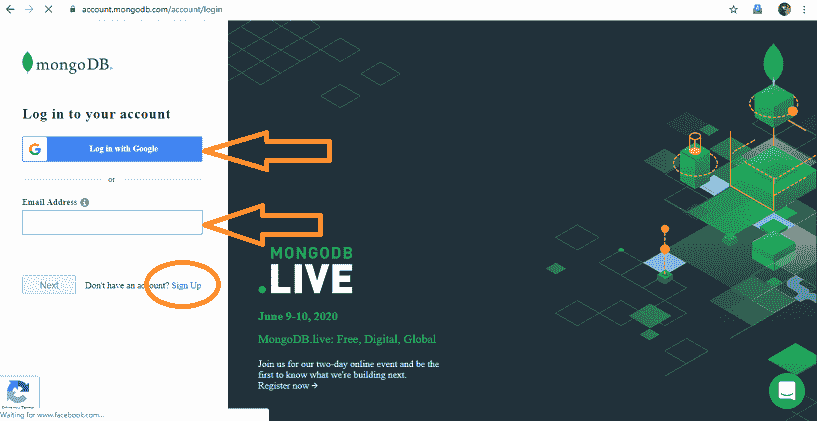 account.mongodb.com/account/login
mongoDB.
Log in to your account
Log in with Google
or
Email Address
Next Don't have an account? Sign Up
MONGODB
.LIVE
June 9-10, 2020
MongoDB.live: Free, Digital, Global
Join us for our two-day online event and be the
first to know what we're building next.
Register now →
Waiting for www.facebook.com...